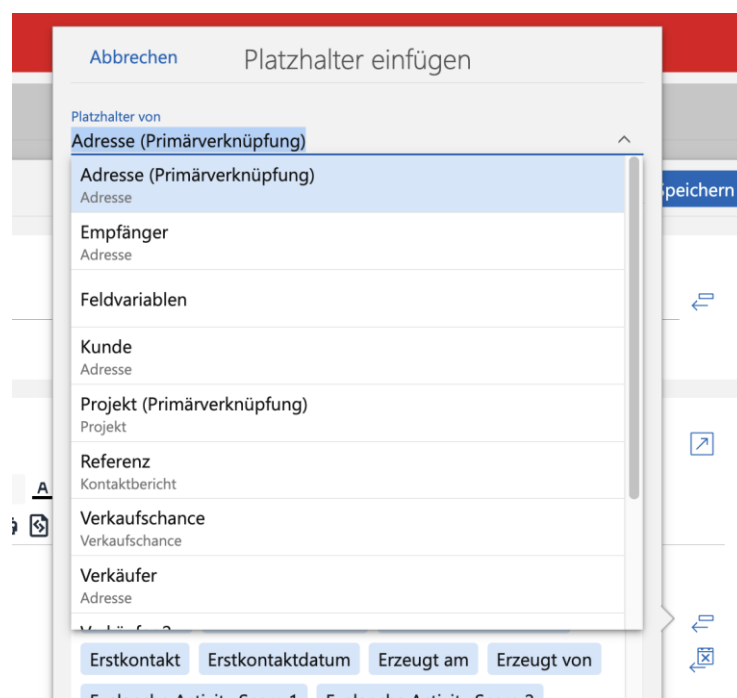 Abbrechen Platzhalter einfügen
Platzhalter von
Adresse (Primärverknüpfung)
Adresse (Primärverknüpfung)
Adresse
Speichern
Empfänger
Adresse
Feldvariablen
Kunde
Adresse
Projekt (Primärverknüpfung)
Projekt
Referenz
Kontaktbericht
A
Verkaufschance
Verkaufschance
Verkäufer
Adresse
Erstkontakt Erstkontaktdatum Erzeugt am Erzeugt von